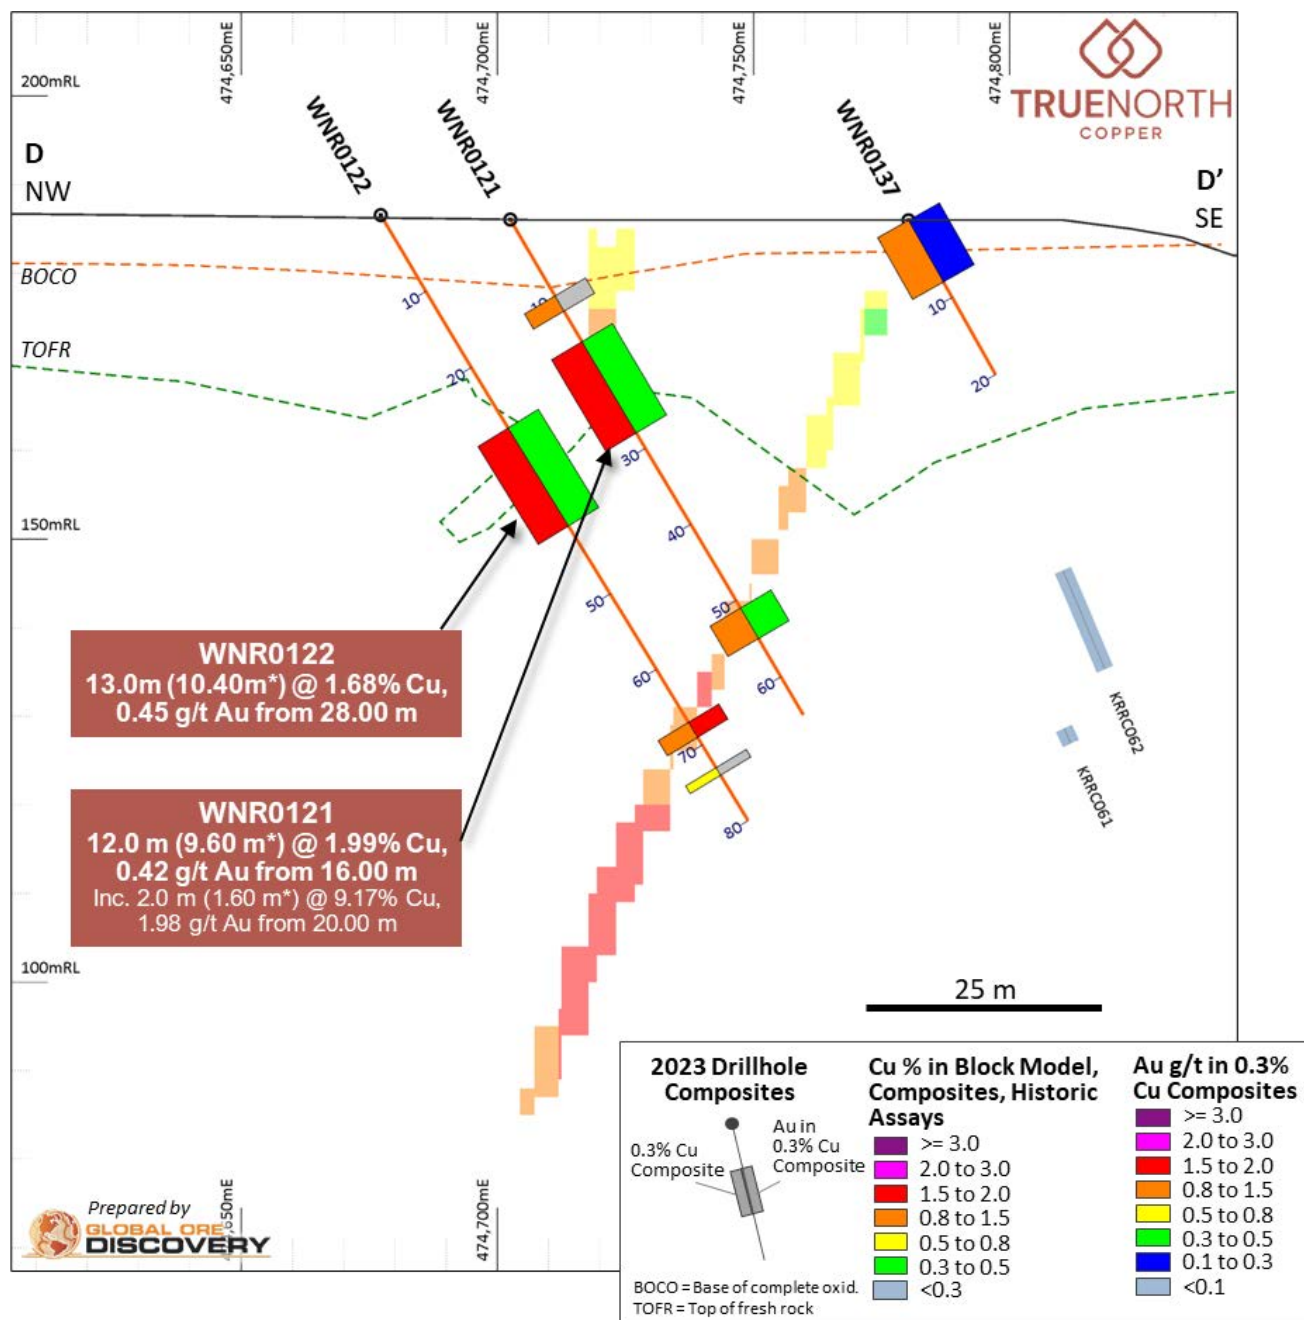 474,650mE
474,700mE
474,750mE
474,800mE
200mRL
TRUENORTH
COPPER
WNR0122
WNR0121
WNR0137
D
NW
D'
SE
BOCO
TOFR
10
20
50
60
70
80
10
30
40
50
60
10
20
150mRL
WNR0122
13.0m (10.40m*) @ 1.68% Cu,
0.45 g/t Au from 28.00 m
KRRC062
KRRC061
WNR0121
12.0 m (9.60 m*) @ 1.99% Cu,
0.42 g/t Au from 16.00 m
Inc. 2.0 m (1.60 m*) @ 9.17% Cu,
1.98 g/t Au from 20.00 m
100mRL
25 m
2023 Drillhole
Composites
0.3% Cu
Composite
Au in
0.3% Cu
Composite
BOCO = Base of complete oxid.
TOFR = Top of fresh rock
Cu % in Block Model,
Composites, Historic
Assays
>= 3.0
2.0 to 3.0
1.5 to 2.0
0.8 to 1.5
0.5 to 0.8
0.3 to 0.5
<0.3
Au g/t in 0.3%
Cu Composites
>= 3.0
2.0 to 3.0
1.5 to 2.0
0.8 to 1.5
0.5 to 0.8
0.3 to 0.5
0.1 to 0.3
<0.1
474,650mE
474,700mE
Prepared by
GLOBAL ORE
DISCOVERY